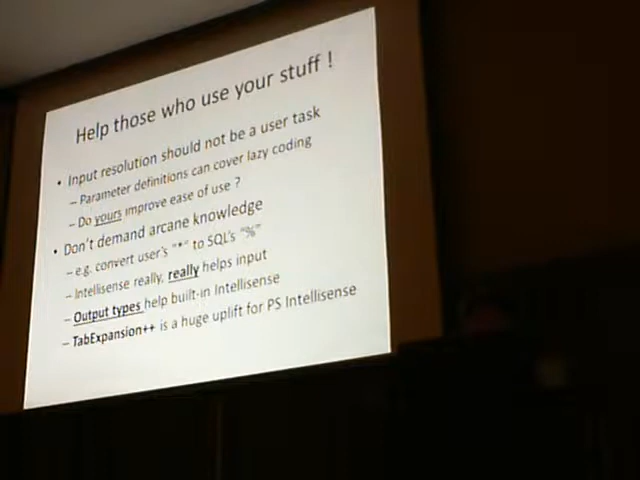 Help those who use your stuff !
• Input resolution should not be a user task
– Parameter definitions can cover lazy coding
– Do yours improve ease of use ?
• Don't demand arcane knowledge
– e.g. convert user's "*" to SQL's "%"
– Intellisense really, really helps input
– Output types help built-in Intellisense
– TabExpansion++ is a huge uplift for PS Intellisense